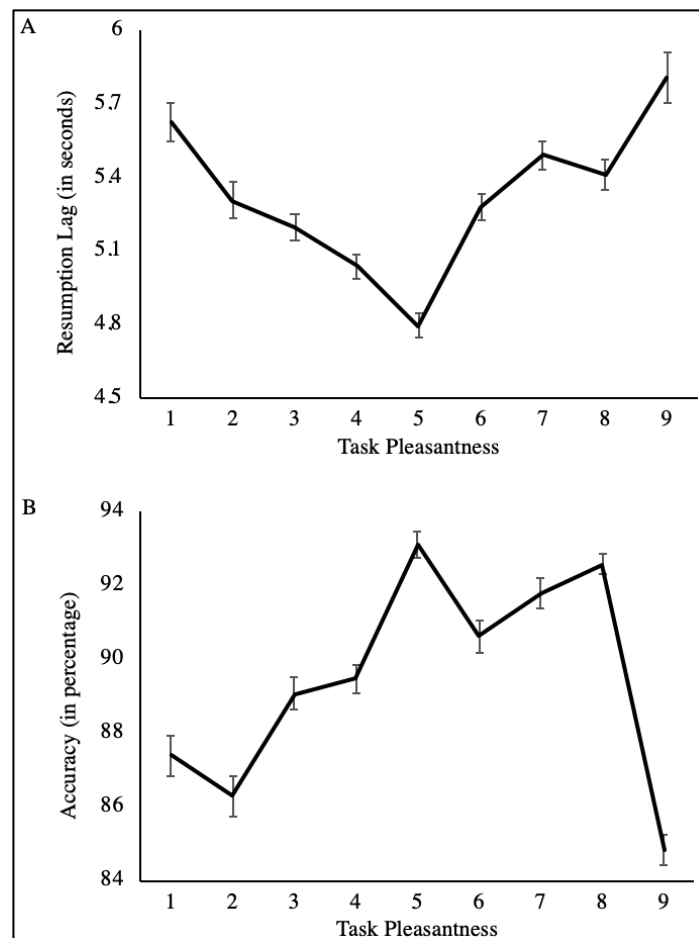 A
6
5.7
5.4
5.1
4.8
4.5
Resumption Lag (in seconds)
1 2 3 4 5 6 7 8 9
Task Pleasantness
B
94
92
90
88
86
84
Accuracy (in percentage)
1 2 3 4 5 6 7 8 9
Task Pleasantness